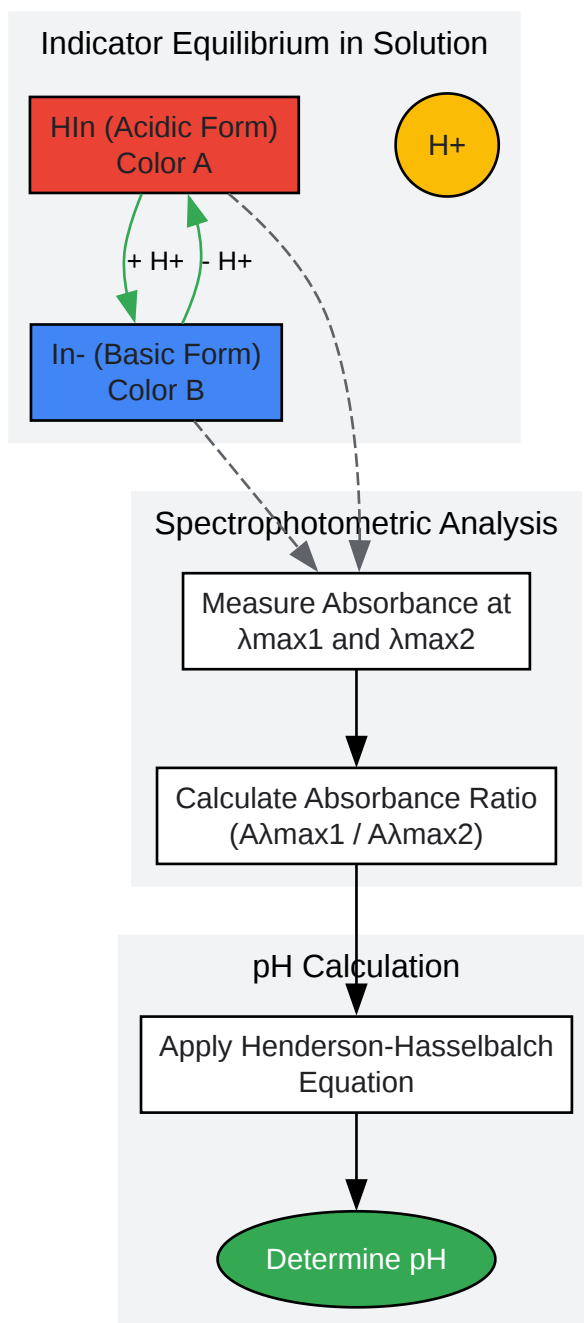 Indicator Equilibrium in Solution
HIn (Acidic Form)
Color A
H+
+ H+
- H+
In- (Basic Form)
Color B
Spectrophotometric Analysis
Measure Absorbance at
λmax1 and λmax2
Calculate Absorbance Ratio
(Aλmax1 / Aλmax2)
pH Calculation
Apply Henderson-Hasselbalch
Equation
Determine pH